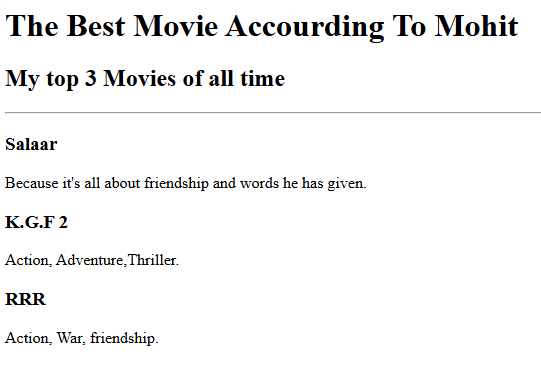 The Best Movie Accourding To Mohit
My top 3 Movies of all time
Salaar
Because it's all about friendship and words he has given.
K.G.F 2
Action, Adventure,Thriller.
RRR
Action, War, friendship.